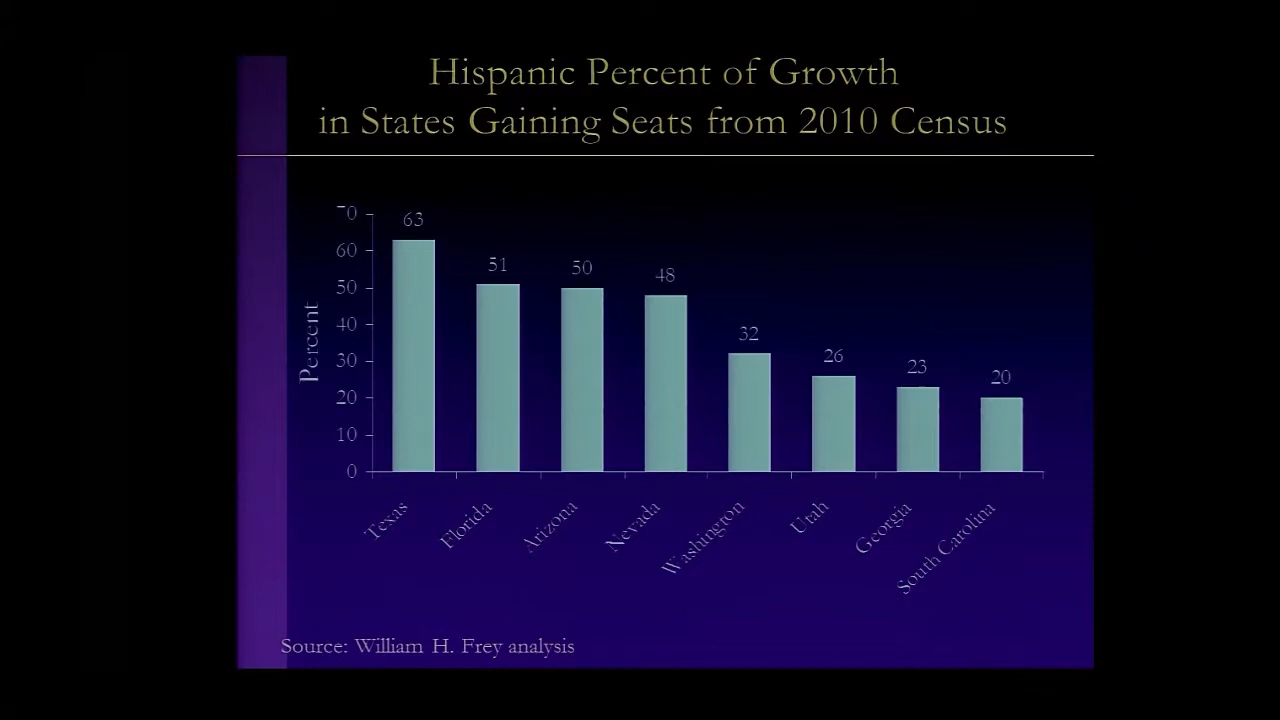 Hispanic Percent of Growth
in States Gaining Seats from 2010 Census
70
60
50
40
30
20
10
0
Percent
63
51
50
48
32
26
23
20
Texas
Florida
Arizona
Nevada
Washington
Utah
Georgia
South Carolina
Source: William H. Frey analysis